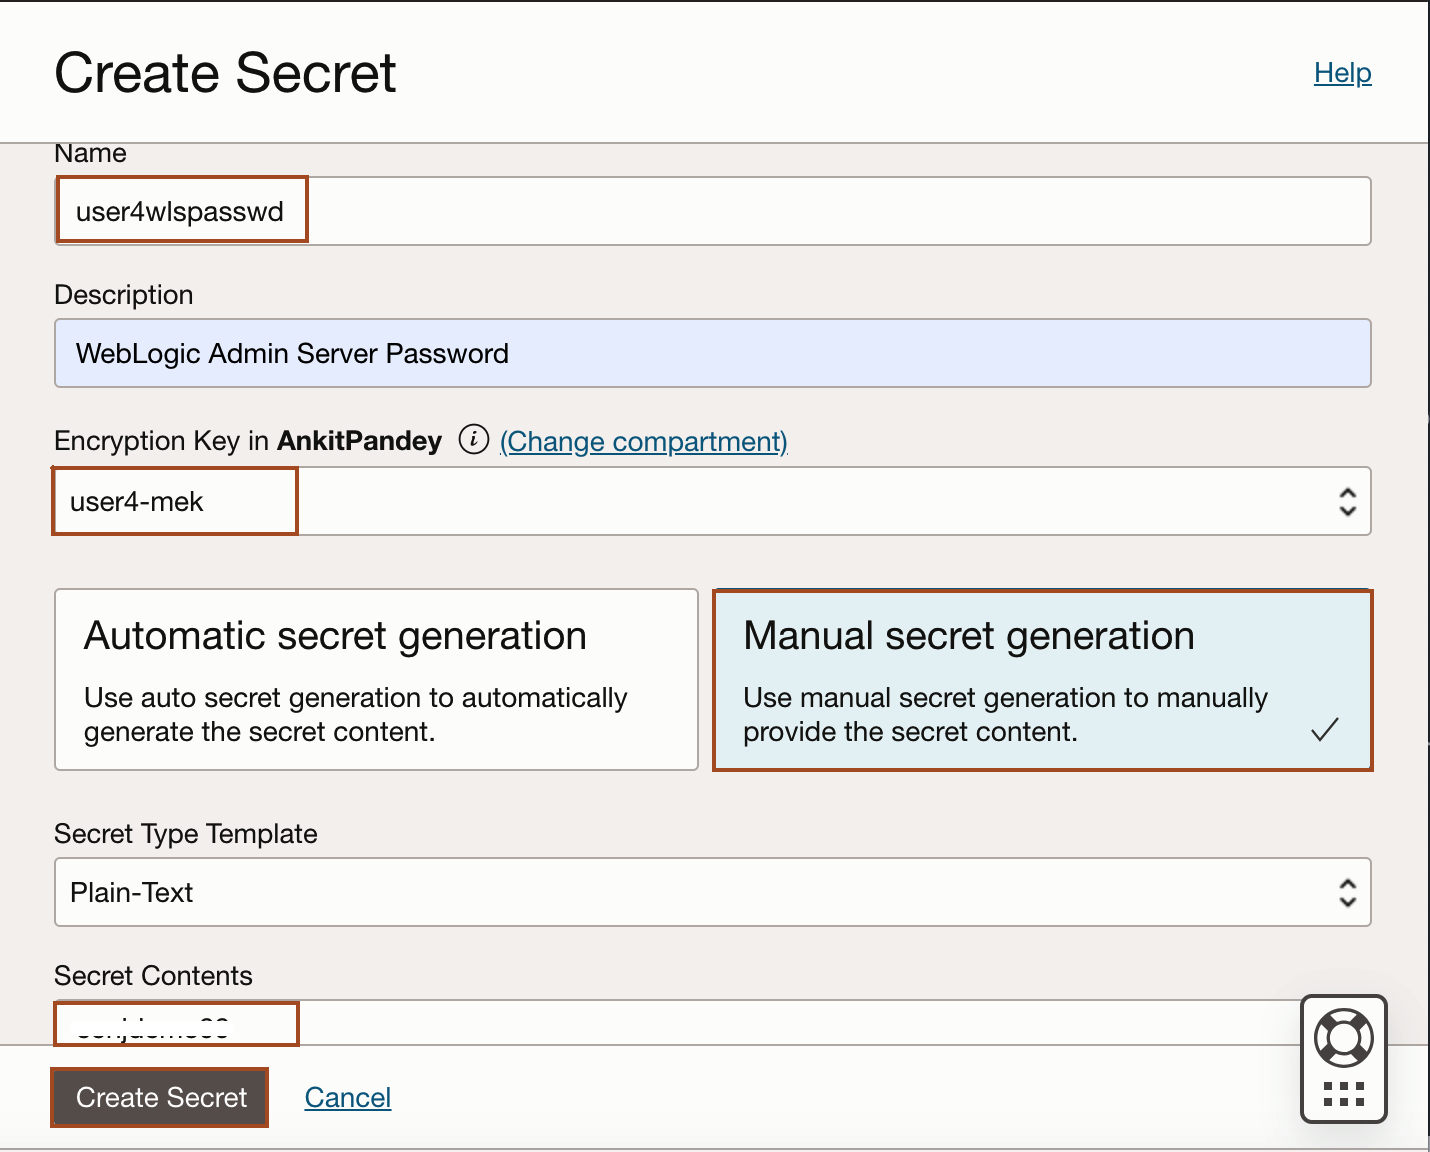 Create Secret
Help
Name
user4wlspasswd
Description
WebLogic Admin Server Password
Encryption Key in AnkitPandey (Change compartment)
user4-mek
Automatic secret generation
Use auto secret generation to automatically
generate the secret content.
Manual secret generation
Use manual secret generation to manually
provide the secret content.
Secret Type Template
Plain-Text
Secret Contents
Create Secret
Cancel